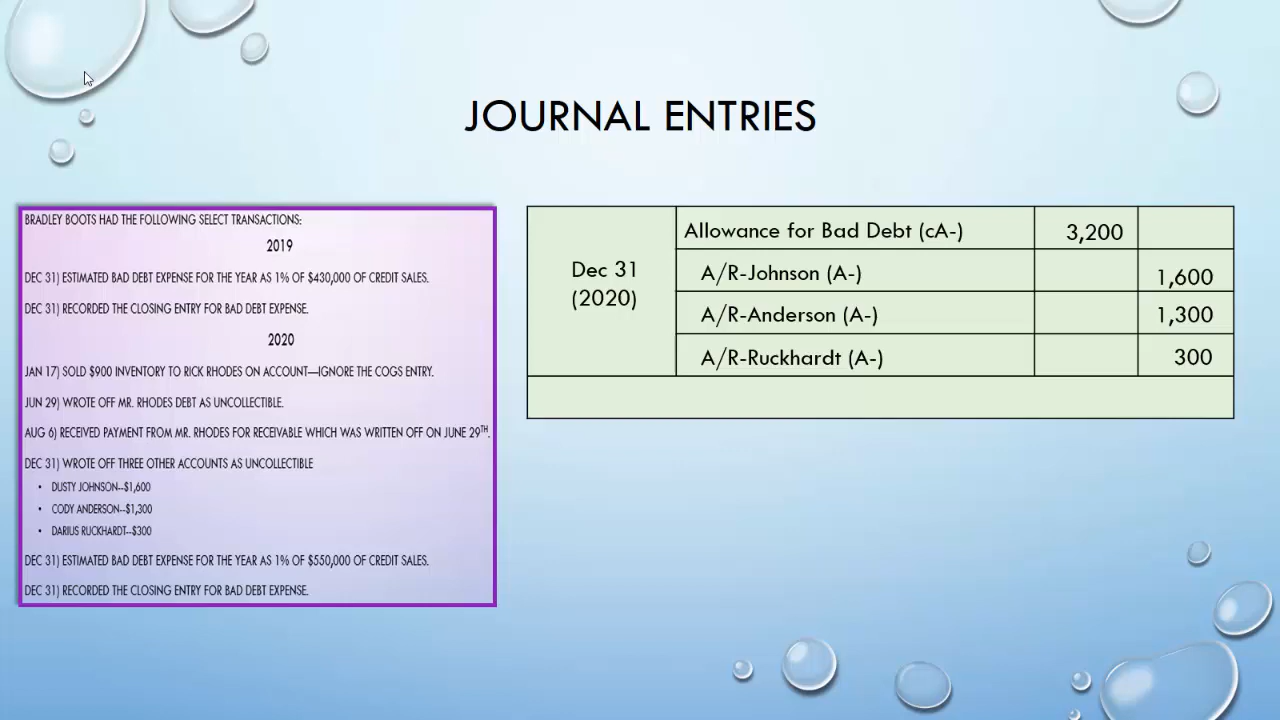 JOURNAL ENTRIES
BRADLEY BOOTS HAD THE FOLLOWING SELECT TRANSACTIONS:
2019
DEC 31) ESTIMATED BAD DEBT EXPENSE FOR THE YEAR AS 1% OF $430,000 OF CREDIT SALES.
DEC 31) RECORDED THE CLOSING ENTRY FOR BAD DEBT EXPENSE.
2020
JAN 17) SOLD $900 INVENTORY TO RICK RHODES ON ACCOUNT—IGNORE THE COGS ENTRY.
JUN 29) WROTE OFF MR. RHODES DEBT AS UNCOLLECTIBLE.
AUG 6) RECEIVED PAYMENT FROM MR. RHODES FOR RECEIVABLE WHICH WAS WRITTEN OFF ON JUNE 29TH.
DEC 31) WROTE OFF THREE OTHER ACCOUNTS AS UNCOLLECTIBLE
• DUSTY JOHNSON--$1,600
• CODY ANDERSON--$1,300
• DARIUS RUCKHARDT--$300
DEC 31) ESTIMATED BAD DEBT EXPENSE FOR THE YEAR AS 1% OF $550,000 OF CREDIT SALES.
DEC 31) RECORDED THE CLOSING ENTRY FOR BAD DEBT EXPENSE.
Dec 31
(2020)
Allowance for Bad Debt (cA-) 3,200
A/R-Johnson (A-) 1,600
A/R-Anderson (A-) 1,300
A/R-Ruckhardt (A-) 300